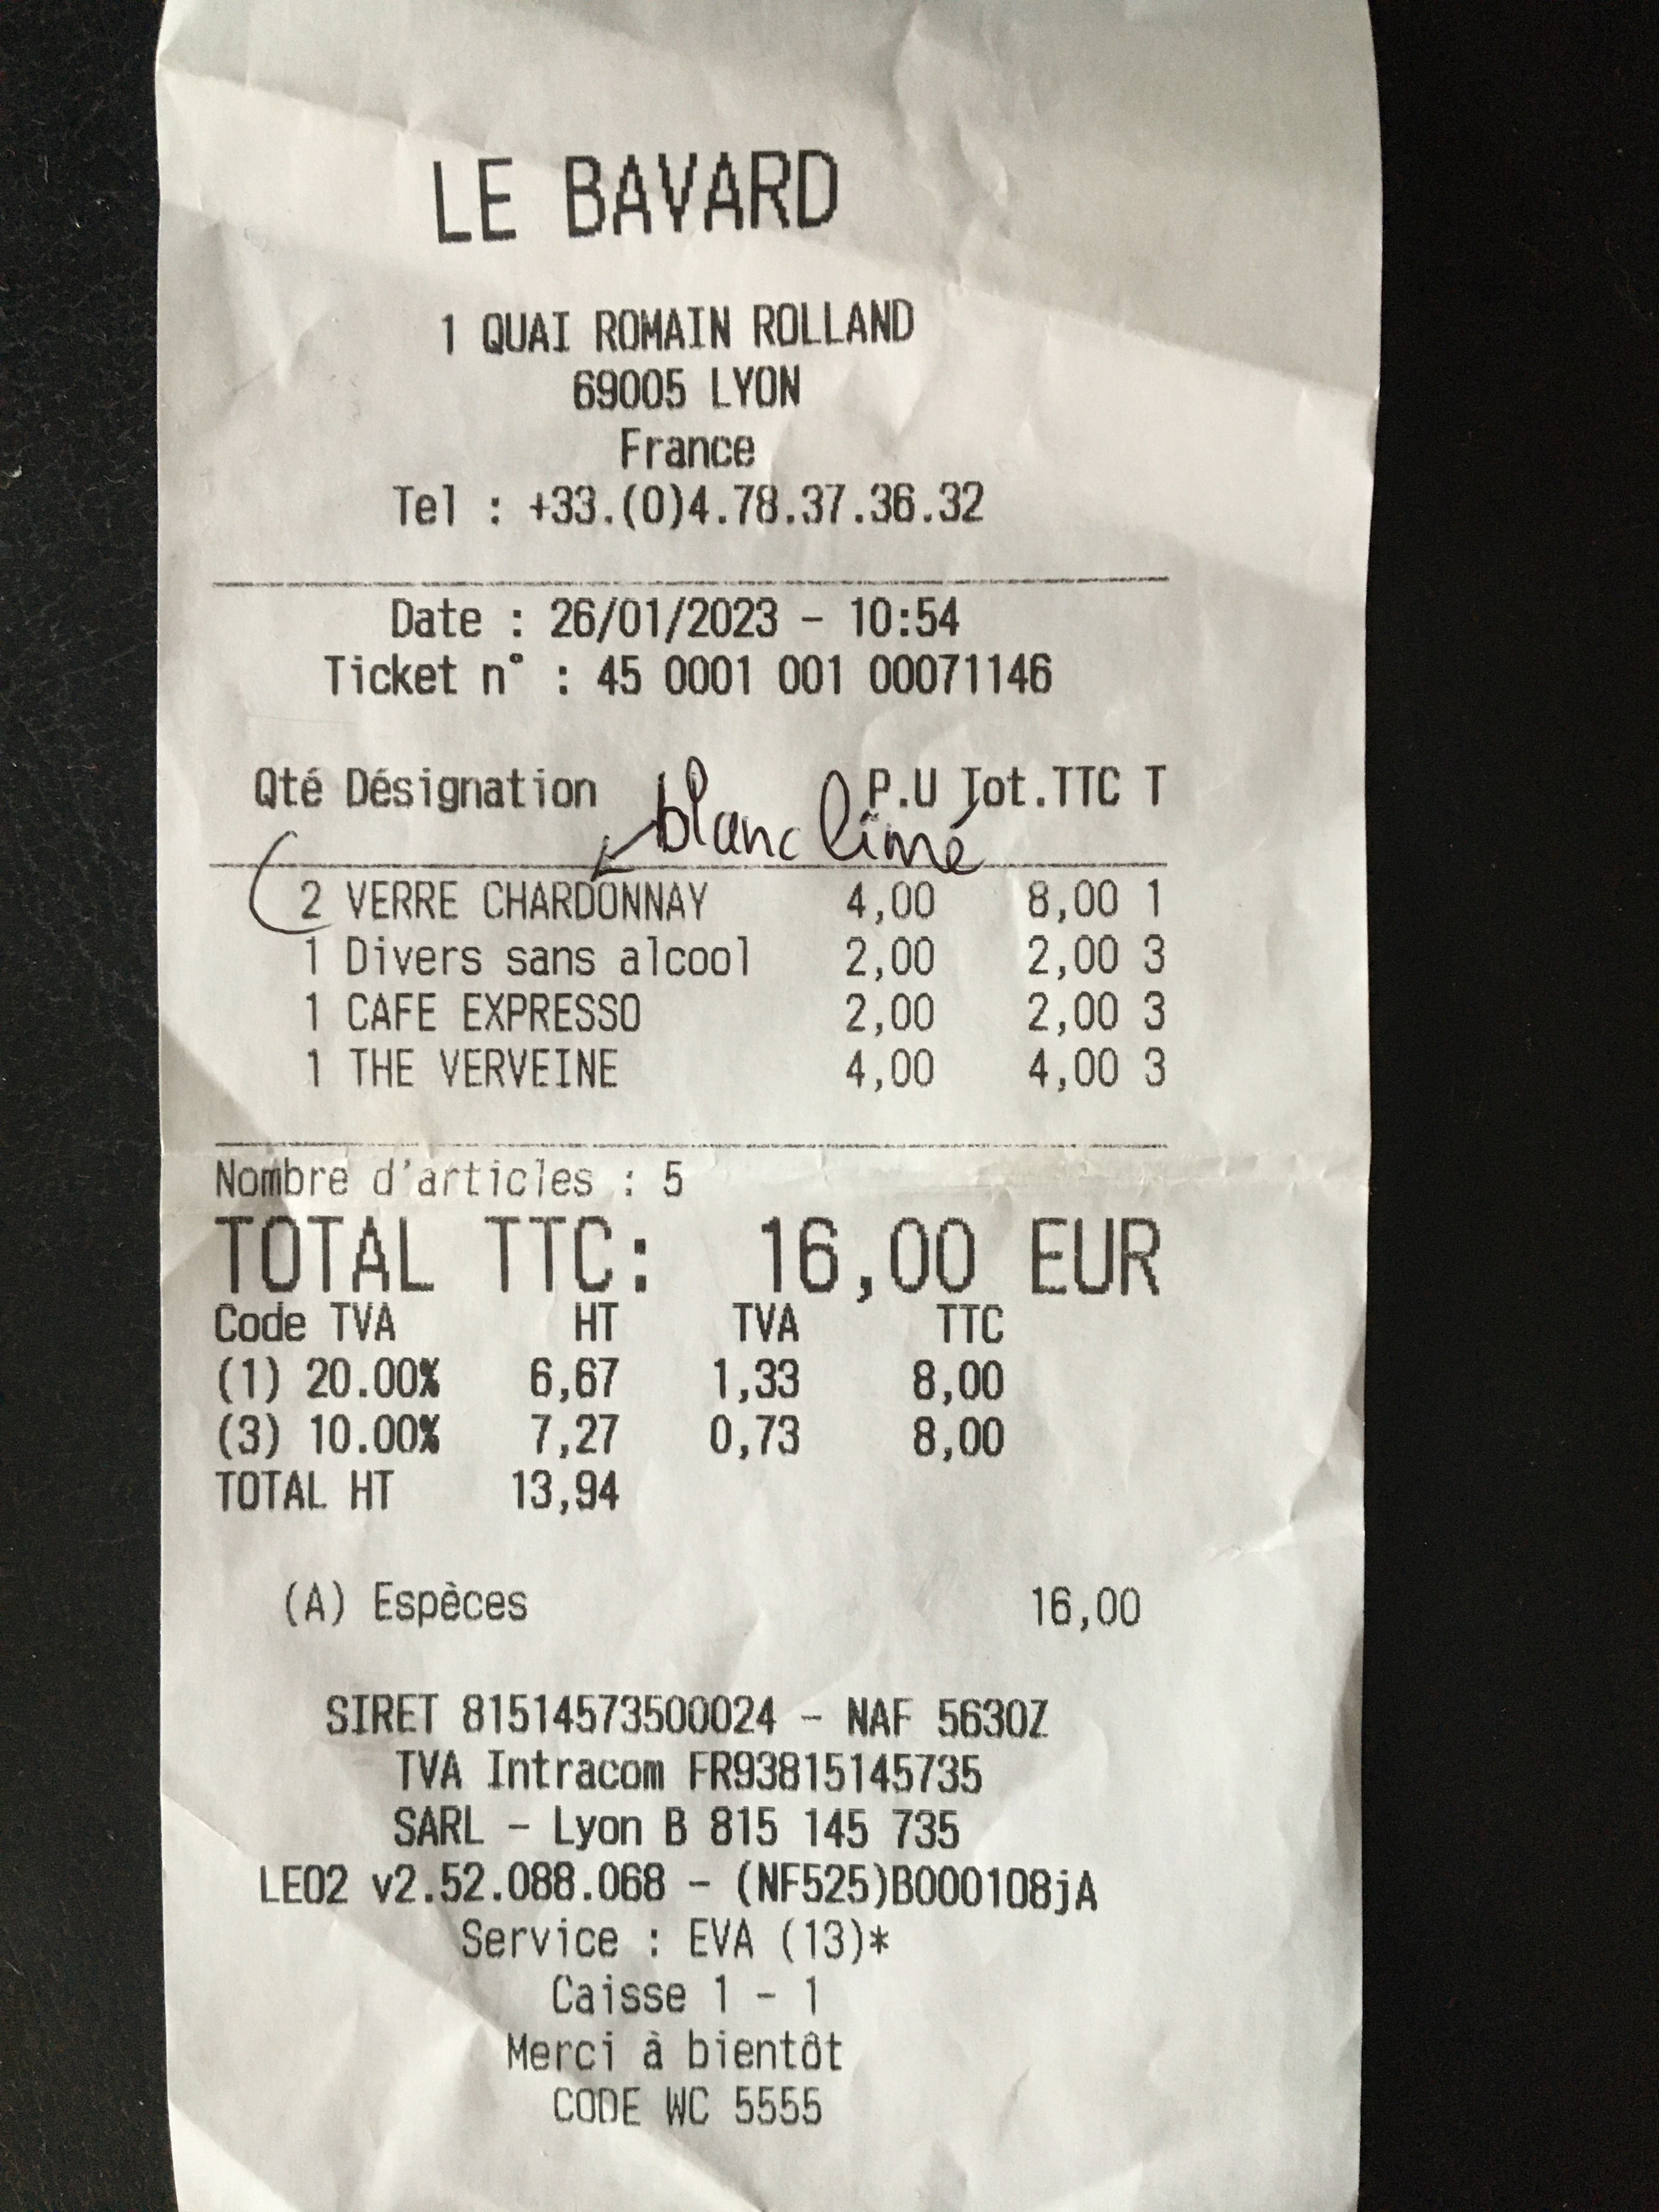 LE BAVARD
1 QUAI ROMAIN ROLLAND
69005 LYON
France
Tel : +33.(0)4.78.37.36.32
Date : 26/01/2023 - 10:54
Ticket n° : 45 0001 001 00071146
Qté Désignation P.U Tot.TTC T
blanc limé
2 VERRE CHARDONNAY 4,00 8,00 1
1 Divers sans alcool 2,00 2,00 3
1 CAFE EXPRESSO 2,00 2,00 3
1 THE VERVEINE 4,00 4,00 3
Nombre d'articles : 5
TOTAL TTC: 16,00 EUR
Code TVA HT TVA TTC
(1) 20.00% 6,67 1,33 8,00
(3) 10.00% 7,27 0,73 8,00
TOTAL HT 13,94
(A) Espèces 16,00
SIRET 81514573500024 - NAF 5630Z
TVA Intracom FR93815145735
SARL - Lyon B 815 145 735
LEO2 v2.52.088.068 - (NF525)B000108jA
Service : EVA (13)*
Caisse 1 - 1
Merci à bientôt
CODE WC 5555